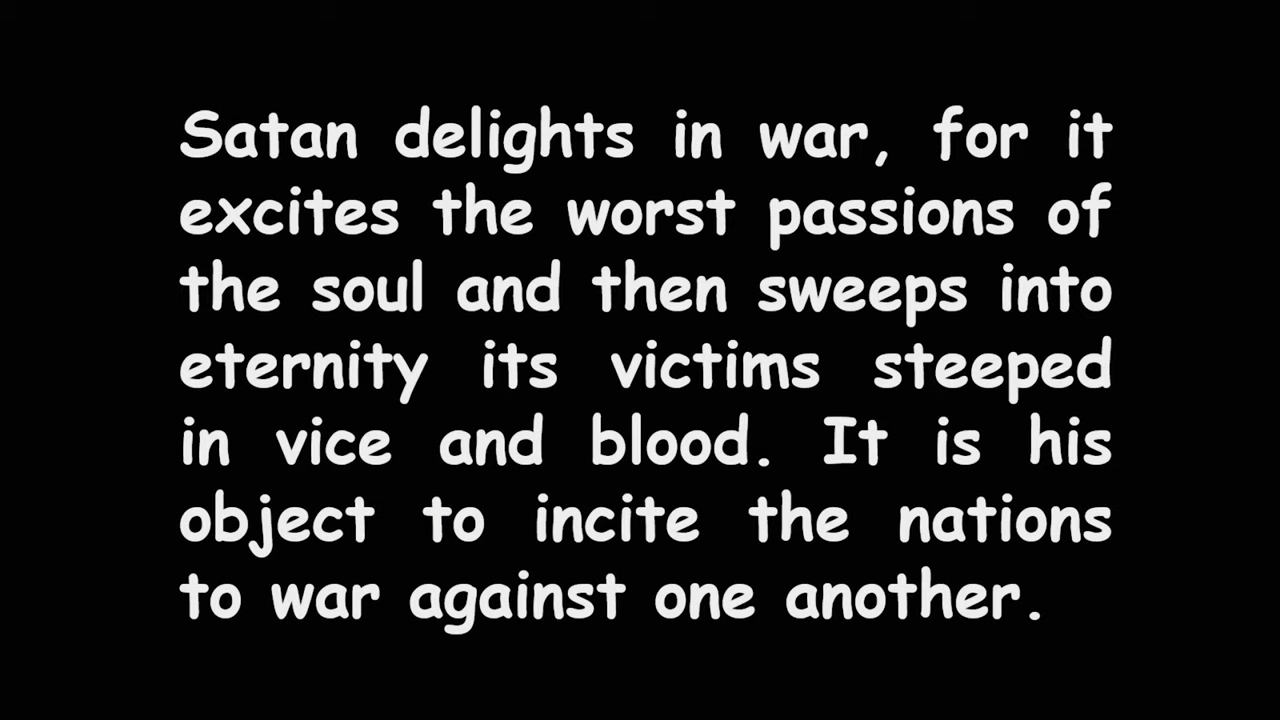 Satan delights in war, for it
excites the worst passions of
the soul and then sweeps into
eternity its victims steeped
in vice and blood. It is his
object to incite the nations
to war against one another.